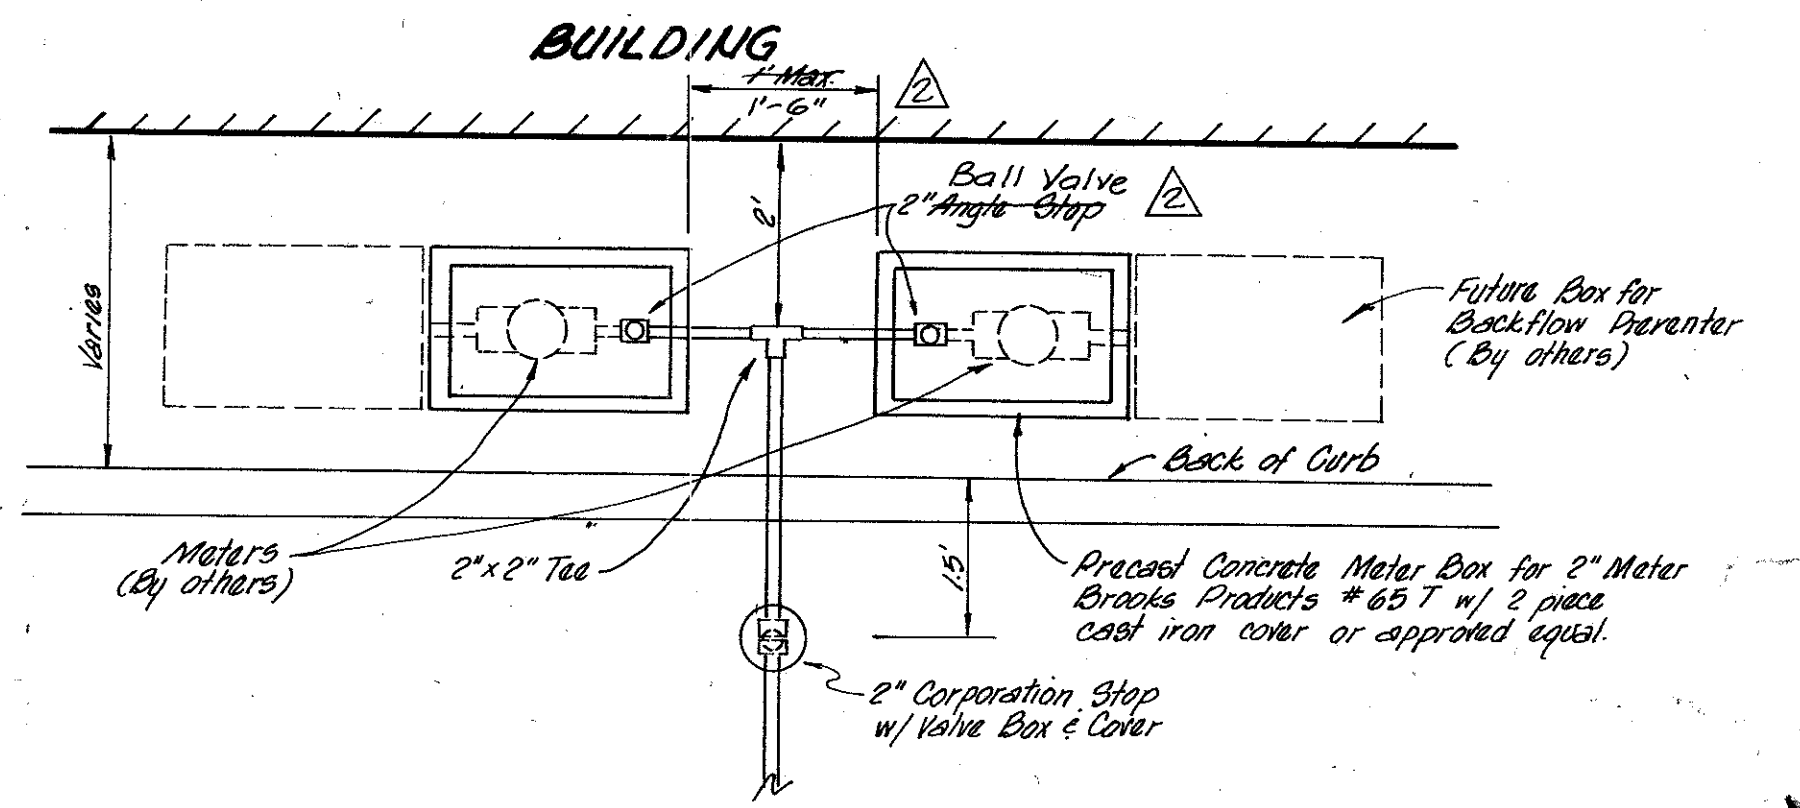 BUILDING
1' Max.
1'-6"
2
Ball Valve
2" Angle Stop
2
2'
Varies
Future Box for
Backflow Preventer
(By others)
Back of Curb
Meters
(By others)
2"x2" Tee
1.5'
Precast Concrete Meter Box for 2" Meter
Brooks Products #65T w/ 2 piece
cast iron cover or approved equal.
2" Corporation Stop
w/ Valve Box & Cover